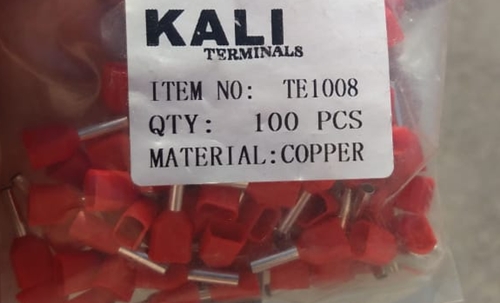 KALI
TERMINALS
ITEM NO: TE1008
QTY: 100 PCS
MATERIAL:COPPER